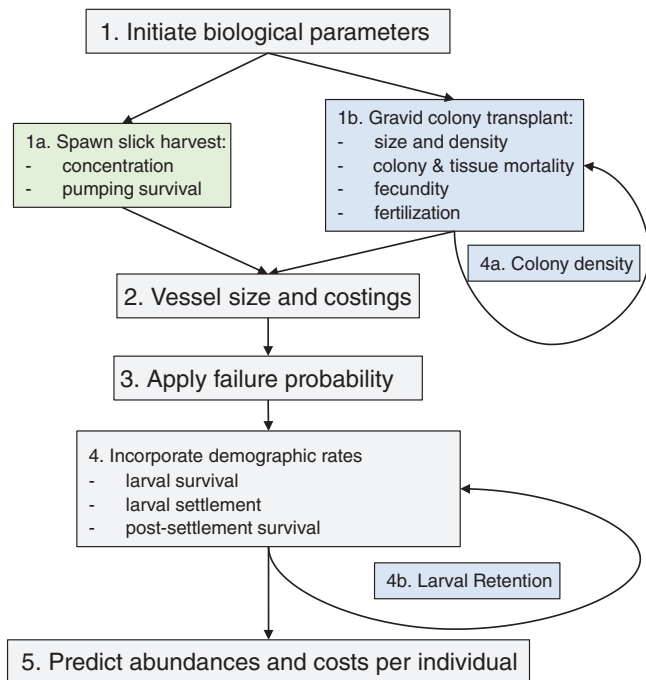 1. Initiate biological parameters
1a. Spawn slick harvest:
- concentration
- pumping survival
1b. Gravid colony transplant:
- size and density
- colony & tissue mortality
- fecundity
- fertilization
4a. Colony density
2. Vessel size and costings
3. Apply failure probability
4. Incorporate demographic rates
- larval survival
- larval settlement
- post-settlement survival
4b. Larval Retention
5. Predict abundances and costs per individual